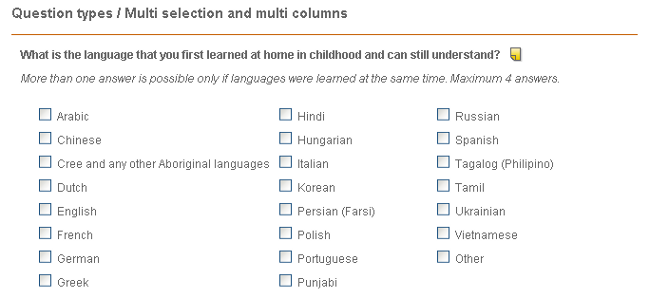 Question types / Multi selection and multi columns
What is the language that you first learned at home in childhood and can still understand?
More than one answer is possible only if languages were learned at the same time. Maximum 4 answers.
Arabic
Chinese
Cree and any other Aboriginal languages
Dutch
English
French
German
Greek
Hindi
Hungarian
Italian
Korean
Persian (Farsi)
Polish
Portuguese
Punjabi
Russian
Spanish
Tagalog (Philipino)
Tamil
Ukrainian
Vietnamese
Other